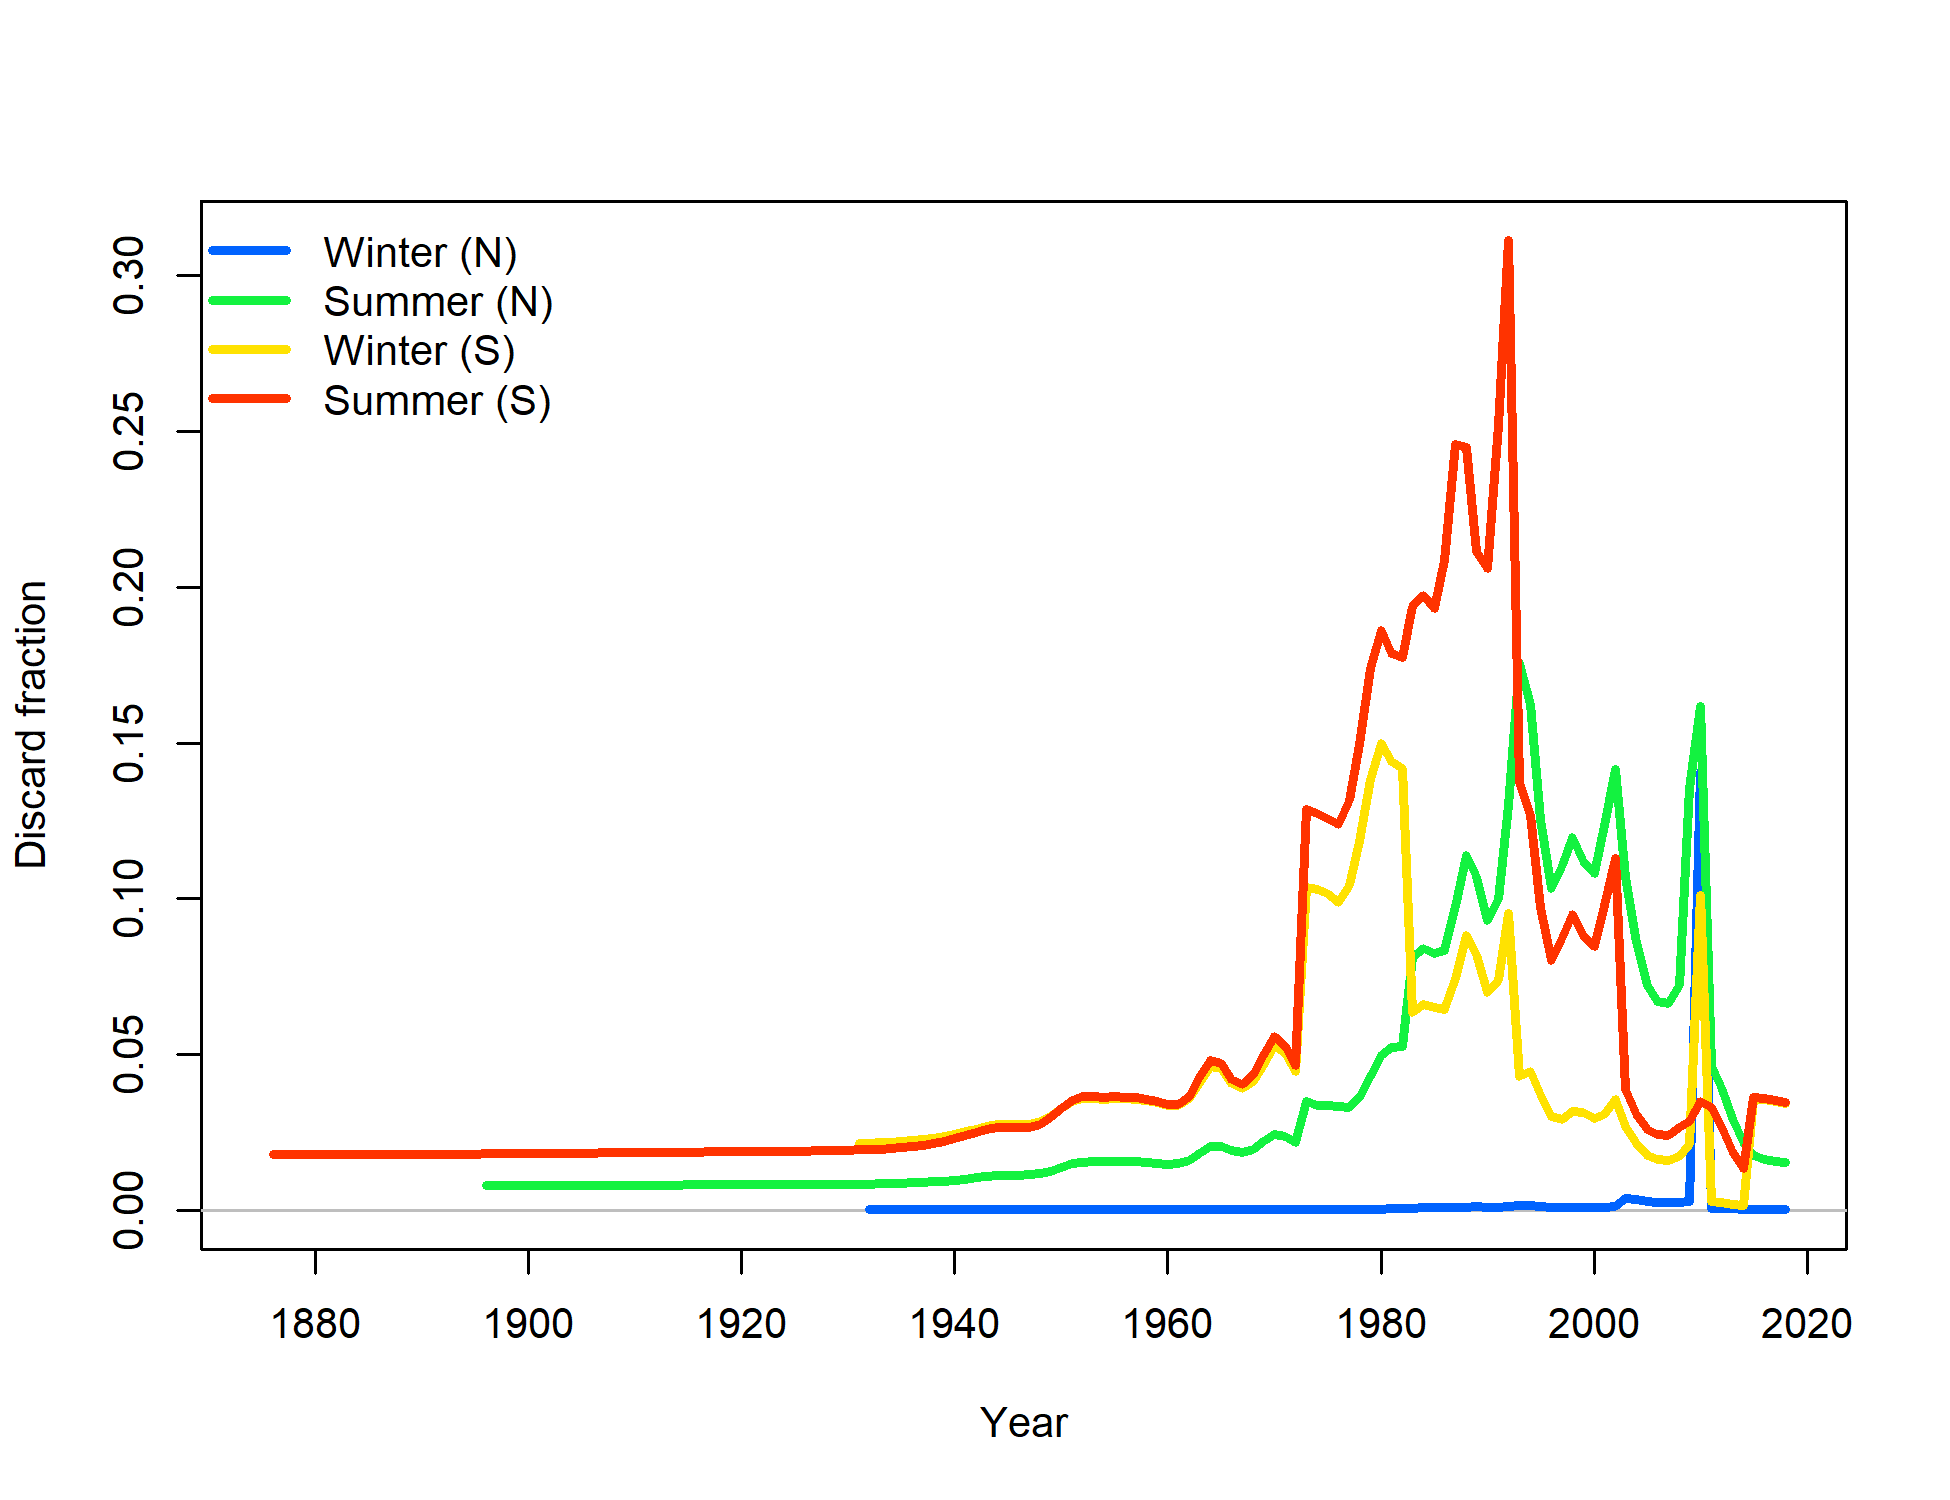 Winter (N)
Summer (N)
Winter (S)
Summer (S)
Discard fraction
0.30
0.25
0.20
0.15
0.10
0.05
0.00
1880 1900 1920 1940 1960 1980 2000 2020
Year